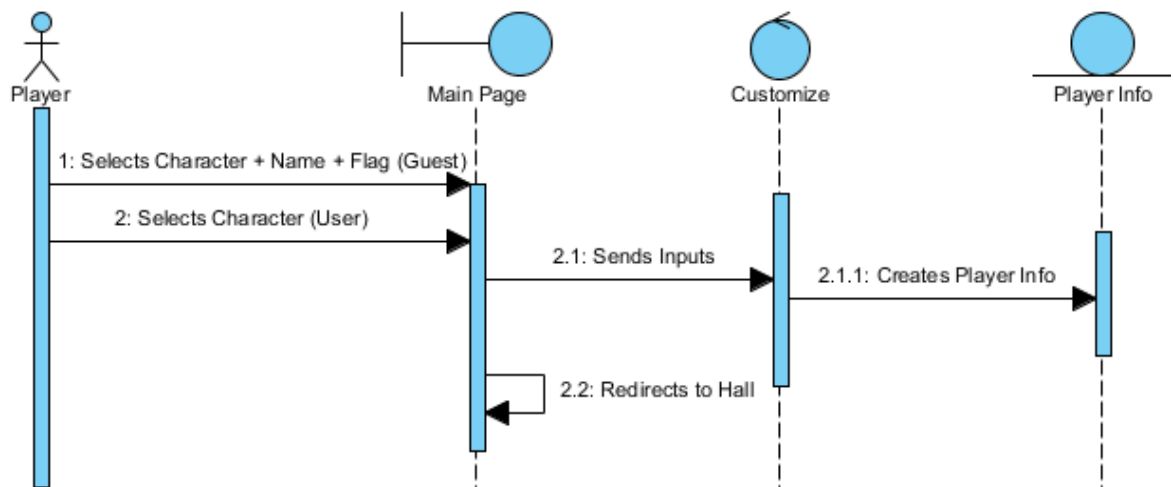 Player
Main Page
Customize
Player Info
1: Selects Character + Name + Flag (Guest)
2: Selects Character (User)
2.1: Sends Inputs
2.1.1: Creates Player Info
2.2: Redirects to Hall